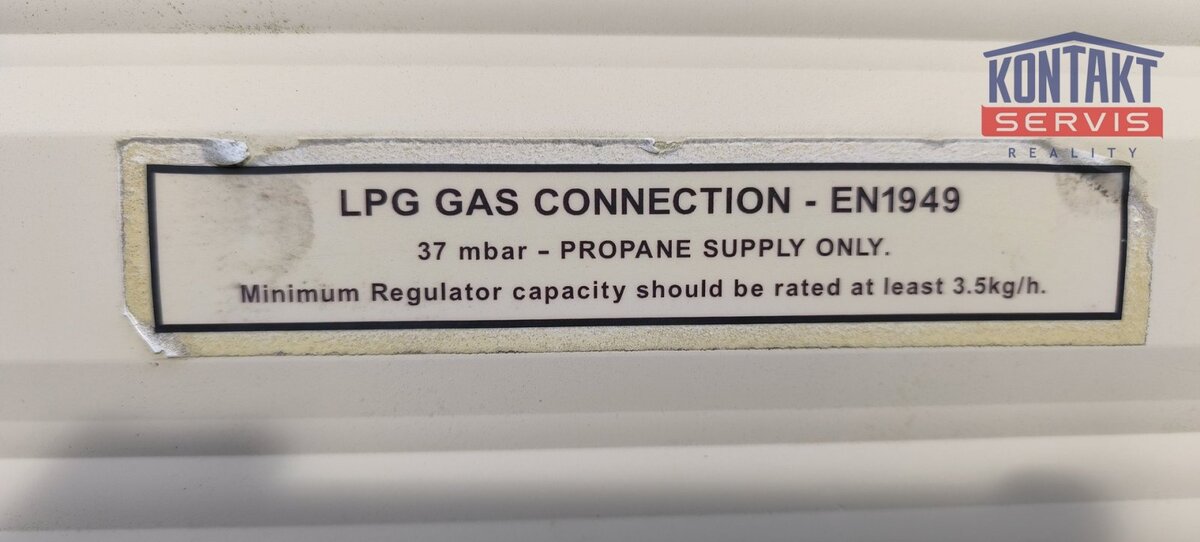 KONTAKT
SERVIS
REALITY
LPG GAS CONNECTION - EN1949
37 mbar – PROPANE SUPPLY ONLY.
Minimum Regulator capacity should be rated at least 3.5kg/h.